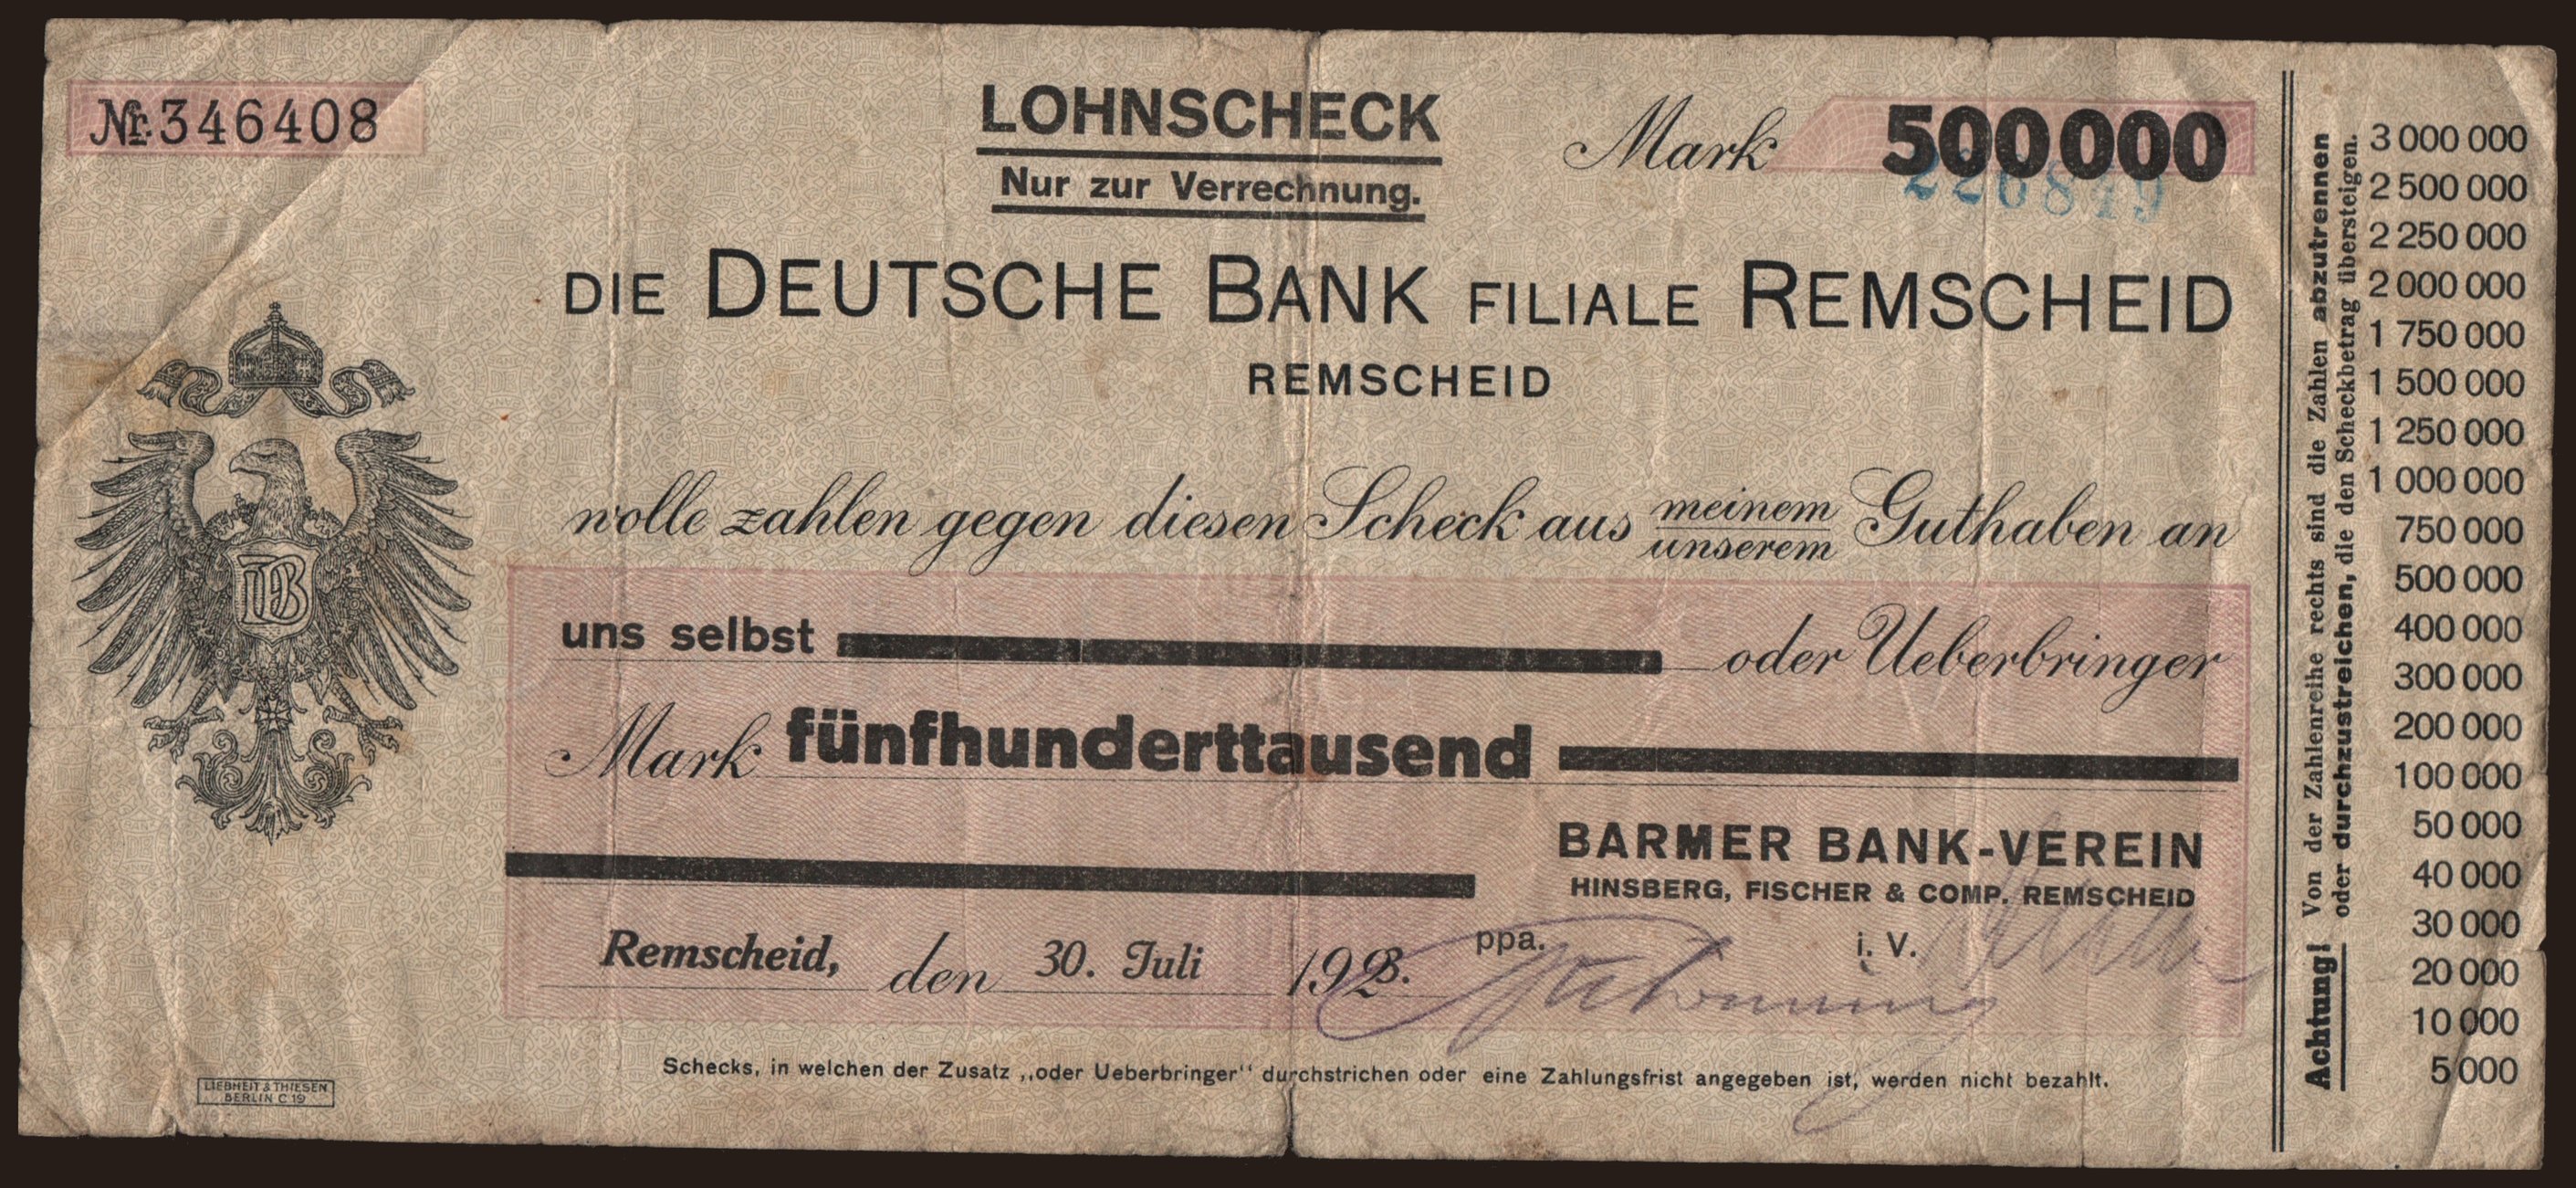 Nr. 346408
LOHNSCHECK
Nur zur Verrechnung.
Mark 500 000
226819
DIE DEUTSCHE BANK FILIALE REMSCHEID
REMSCHEID
wolle zahlen gegen diesen Scheck aus meinem Guthaben an
unserem
DB
uns selbst oder Ueberbringer
Mark fünfhunderttausend
BARMER BANK-VEREIN
HINSBERG, FISCHER & COMP. REMSCHEID
Remscheid, den 30. Juli 1923.
ppa. i. V.
Schecks, in welchen der Zusatz „oder Ueberbringer“ durchstrichen oder eine Zahlungsfrist angegeben ist, werden nicht bezahlt.
LIEBHEIT & THIESEN
BERLIN C 19
Achtung! Von der Zahlenreihe rechts sind die Zahlen abzutrennen
oder durchzustreichen, die den Scheckbetrag übersteigen.
3 000 000
2 500 000
2 250 000
2 000 000
1 750 000
1 500 000
1 250 000
1 000 000
750 000
500 000
400 000
300 000
200 000
100 000
50 000
40 000
30 000
20 000
10 000
5 000